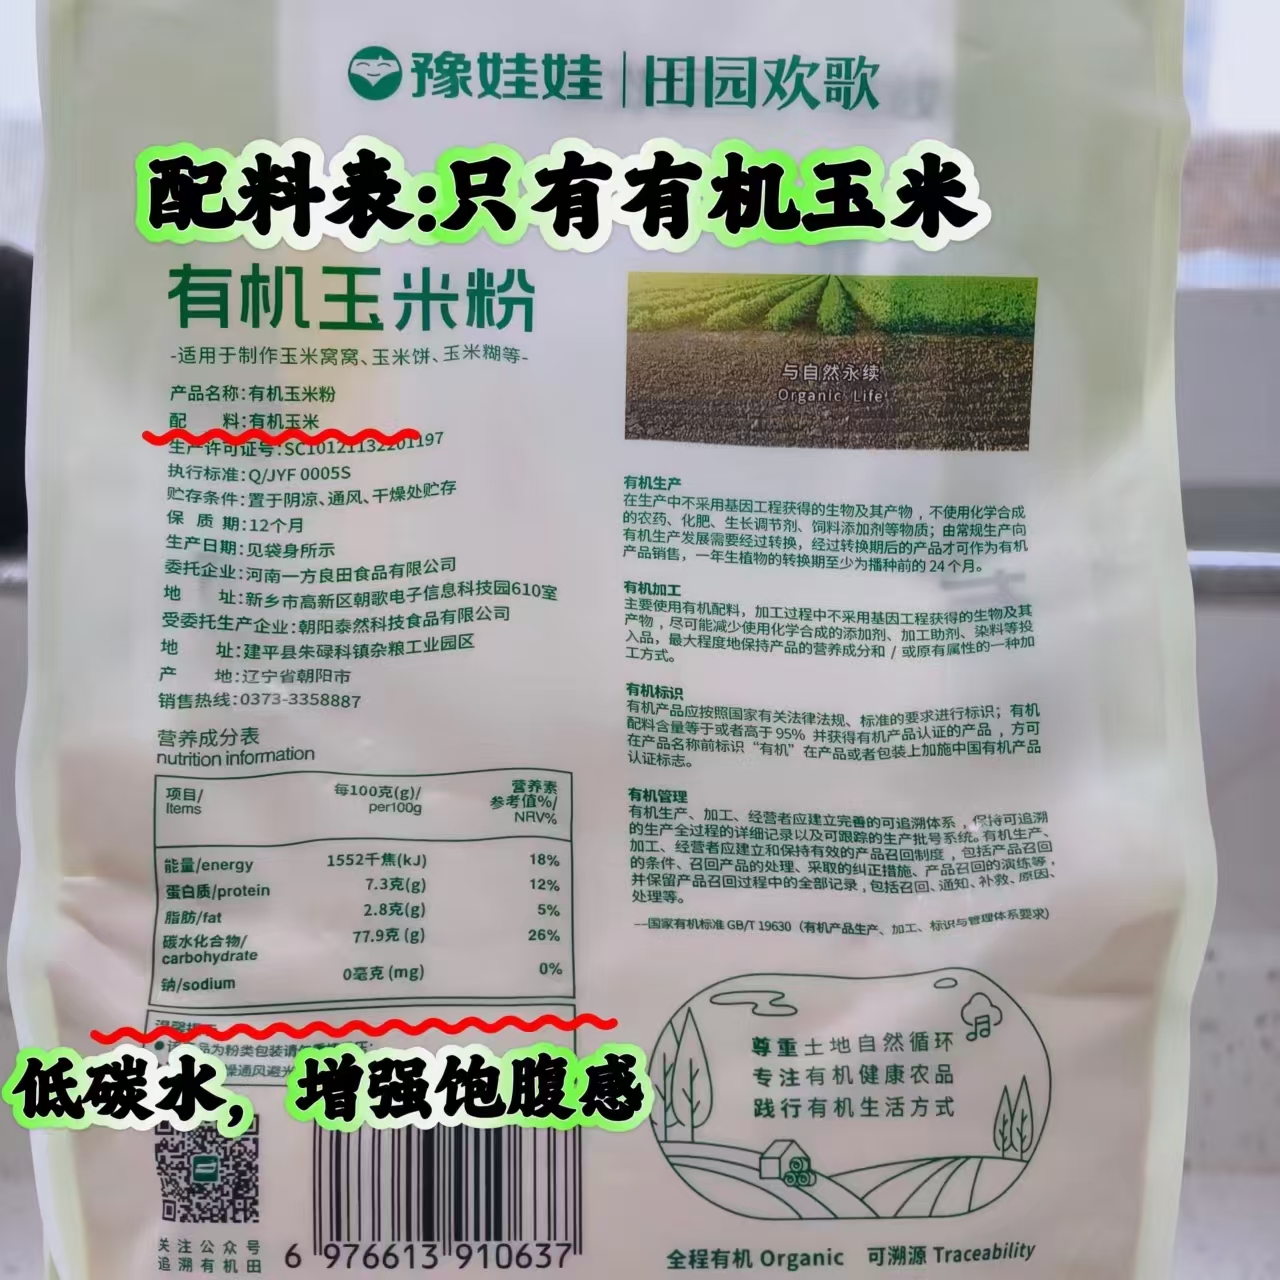 豫娃娃 | 田园欢歌
配料表:只有有机玉米
有机玉米粉
-适用于制作玉米窝窝、玉米饼、玉米糊等-
产品名称:有机玉米粉
配 料:有机玉米
生产许可证号:SC10121132201197
执行标准:Q/JYF 0005S
贮存条件:置于阴凉、通风、干燥处贮存
保 质 期:12个月
生产日期:见袋身所示
委托企业:河南一方良田食品有限公司
地 址:新乡市高新区朝歌电子信息科技园610室
受委托生产企业:朝阳泰然科技食品有限公司
地 址:建平县朱碌科镇杂粮工业园区
产 地:辽宁省朝阳市
销售热线:0373-3358887
营养成分表
nutrition information
项目/ 每100克(g)/ 营养素
Items per100g 参考值%/
NRV%
能量/energy 1552千焦(kJ) 18%
蛋白质/protein 7.3克(g) 12%
脂肪/fat 2.8克(g) 5%
碳水化合物/ 77.9克(g) 26%
carbohydrate
钠/sodium 0毫克(mg) 0%
低碳水，增强饱腹感
关注公众号
追溯有机田
6 976613 910637
与自然永续
Organic Life
有机生产
在生产中不采用基因工程获得的生物及其产物，不使用化学合成
的农药、化肥、生长调节剂、饲料添加剂等物质；由常规生产向
有机生产发展需要经过转换，经过转换期后的产品才可作为有机
产品销售，一年生植物的转换期至少为播种前的24个月。
有机加工
主要使用有机配料，加工过程中不采用基因工程获得的生物及其
产物，尽可能减少使用化学合成的添加剂、加工助剂、染料等投
入品，最大程度地保持产品的营养成分和/或原有属性的一种加
工方式。
有机标识
有机产品应按照国家有关法律法规、标准的要求进行标识；有机
配料含量等于或者高于95%并获得有机产品认证的产品，方可
在产品名称前标识“有机”在产品或者包装上加施中国有机产品
认证标志。
有机管理
有机生产、加工、经营者应建立完善的可追溯体系，保持可追溯
的生产全过程的详细记录以及可跟踪的生产批号系统。有机生产、
加工、经营者应建立和保持有效的产品召回制度，包括产品召回
的条件、召回产品的处理、采取的纠正措施、产品召回的演练等，
并保留产品召回过程中的全部记录，包括召回、通知、补救、原因、
处理等。
—国家有机标准 GB/T 19630（有机产品生产、加工、标识与管理体系要求）
尊重土地自然循环
专注有机健康农品
践行有机生活方式
全程有机 Organic 可溯源 Traceability